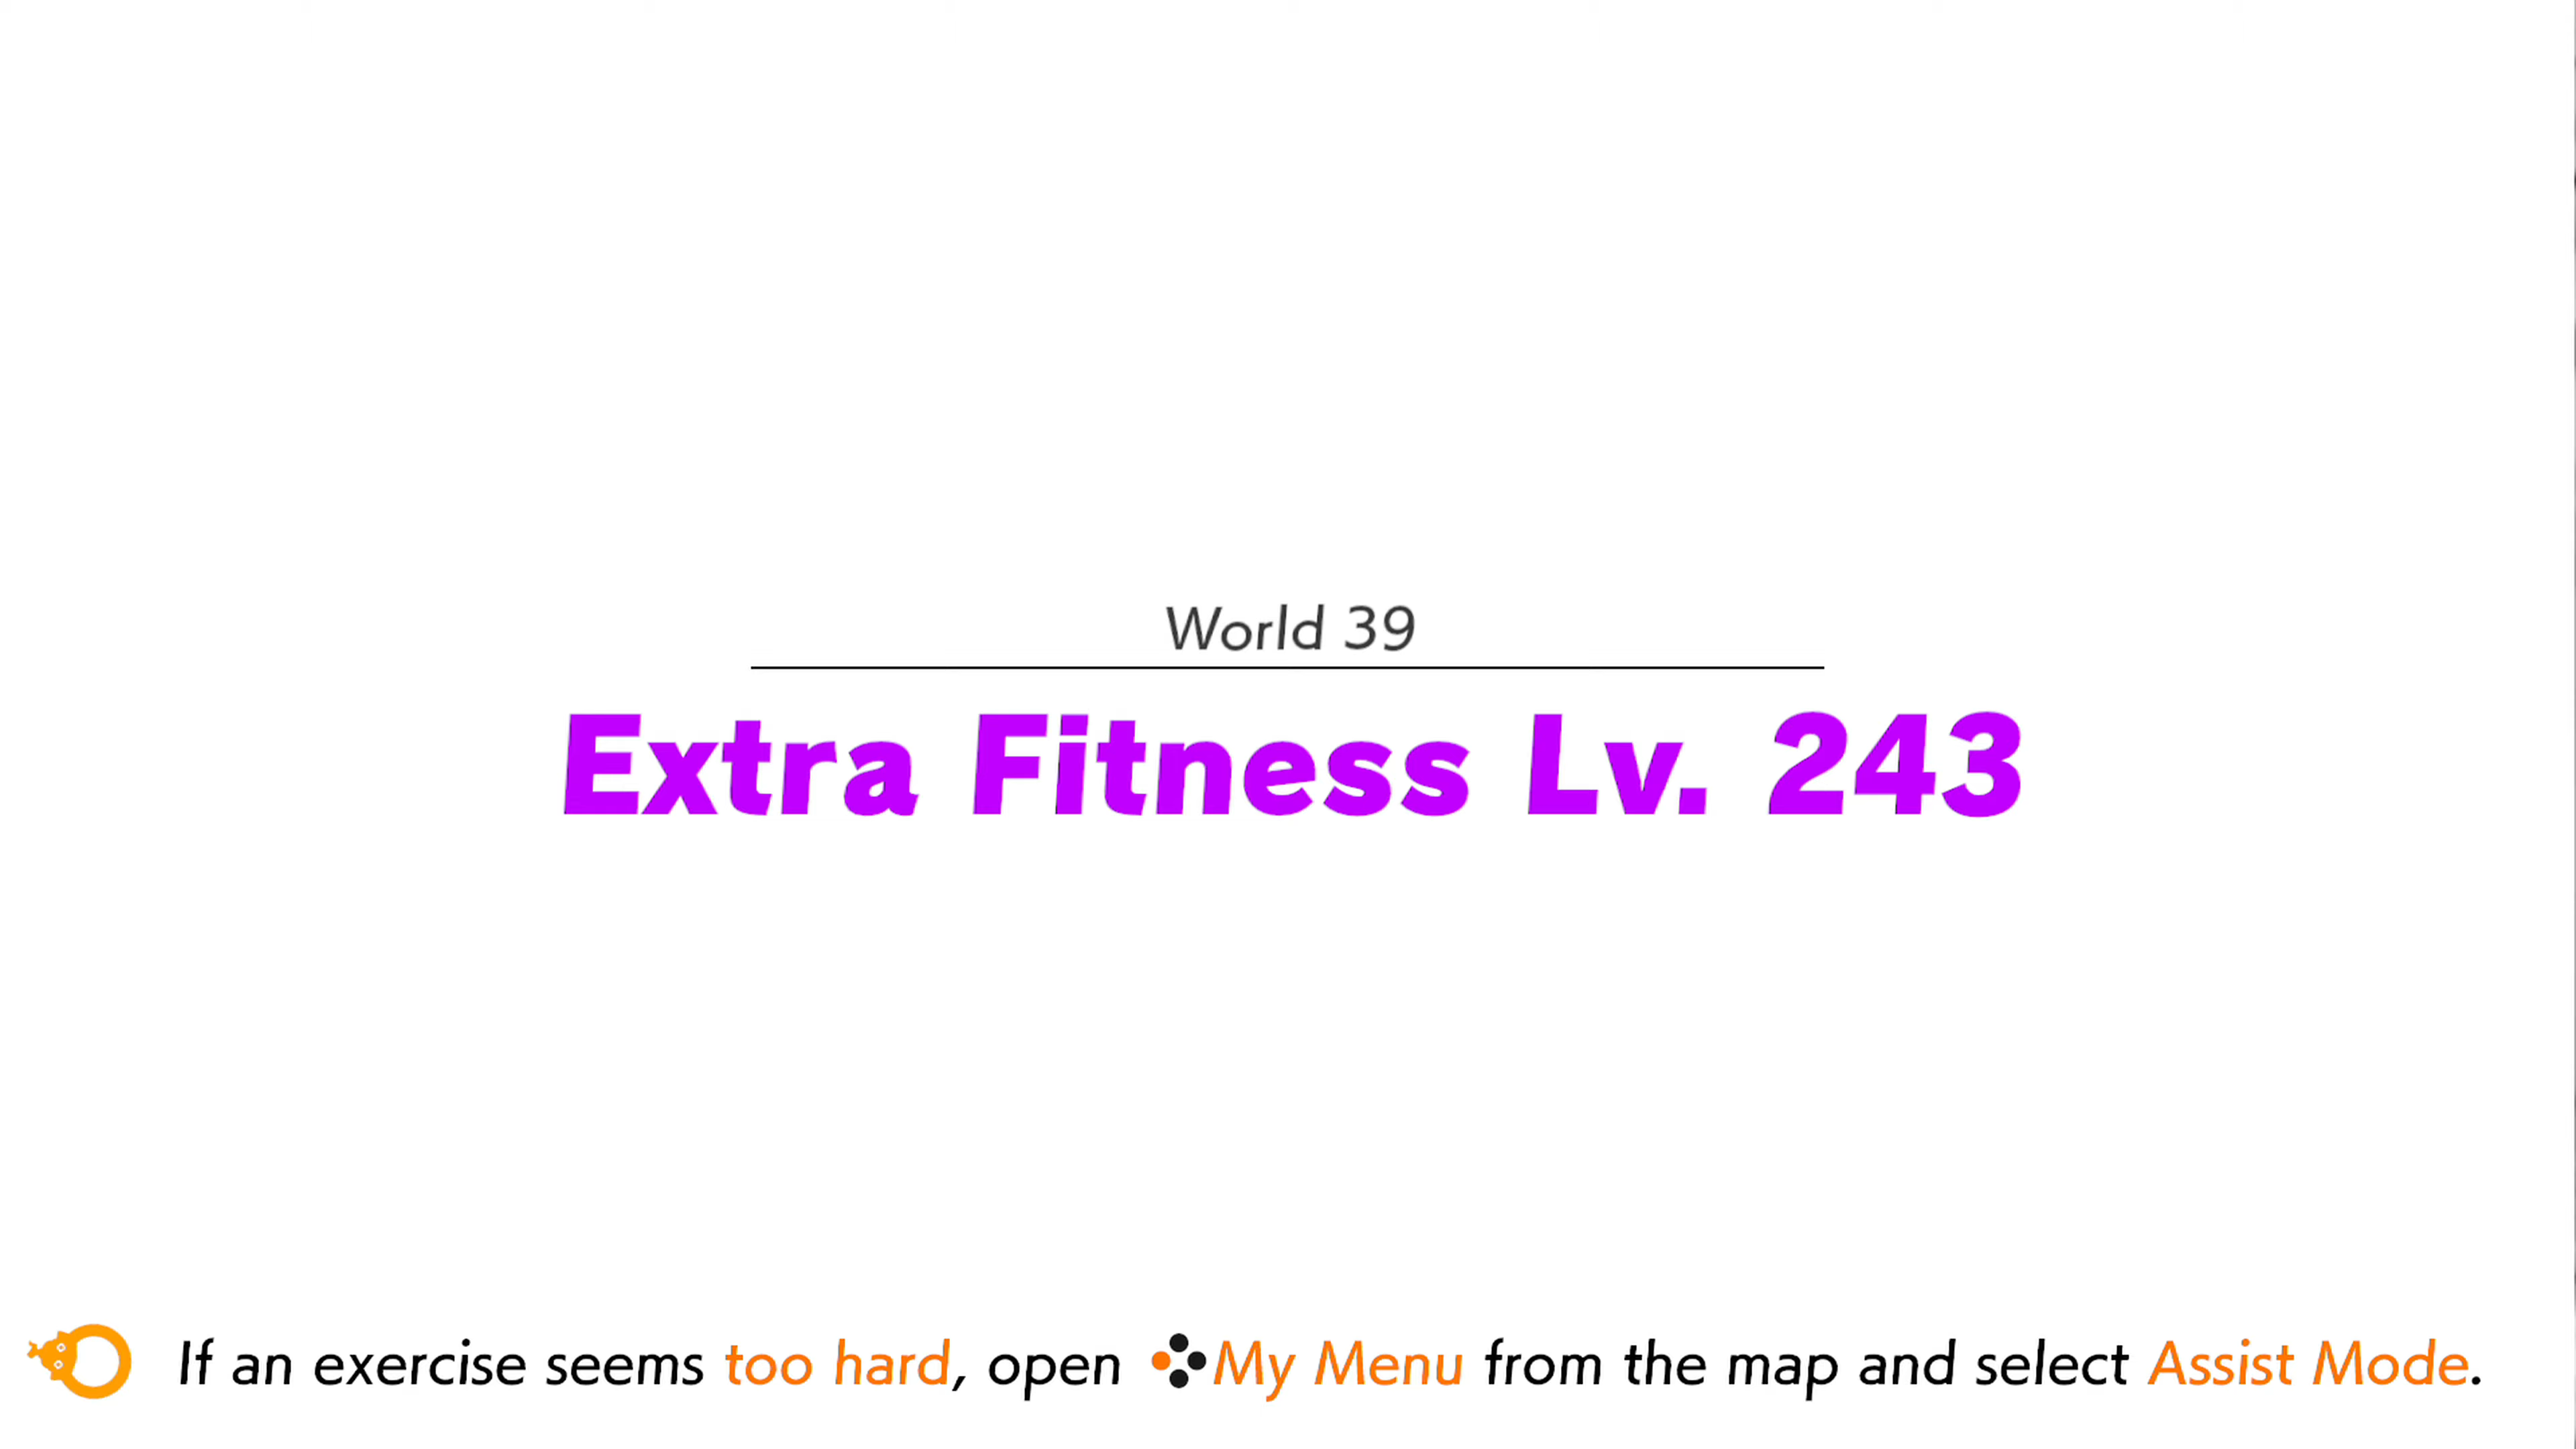 World 39
Extra Fitness Lv. 243
If an exercise seems too hard, open My Menu from the map and select Assist Mode.